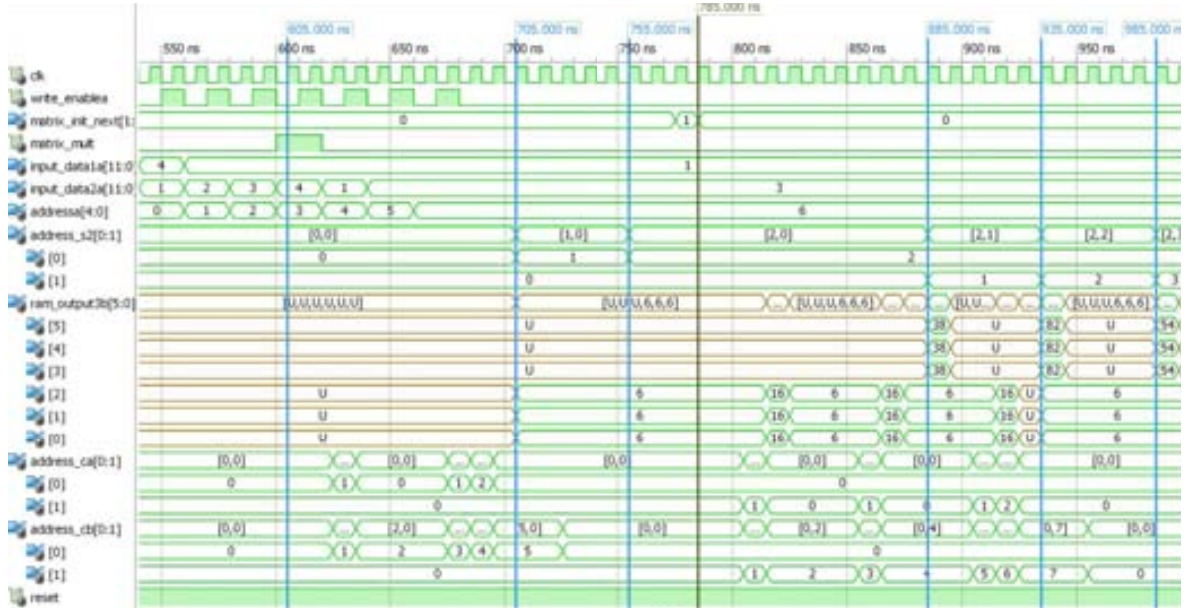 785.000 ns
605.000 ns 705.000 ns 755.000 ns 885.000 ns 935.000 ns 985.000 ns
550 ns 600 ns 650 ns 700 ns 750 ns 800 ns 850 ns 900 ns 950 ns
clk
write_enablea
matrix_init_next[1: 0 1 0
matrix_mult
input_data1a[11:0 4 1
input_data2a[11:0 1 2 3 4 1 3
addressa[4:0] 0 1 2 3 4 5 6
address_s2[0:1] [0,0] [1,0] [2,0] [2,1] [2,2] [2,
[0] 0 1 2
[1] 0 1 2 3
ram_output3b[5:0] [U,U,U,U,U,U] [U,U,U,6,6,6] ... [U,U,U,6,6,6] ... ... ... [U,U... ... ... ... [U,U,U,6,6,6] ...
[5] U 38 U 82 U 54
[4] U 38 U 82 U 54
[3] U 38 U 82 U 54
[2] U 6 16 6 16 6 16 U 6
[1] U 6 16 6 16 6 16 U 6
[0] U 6 16 6 16 6 16 U 6
address_ca[0:1] [0,0] ... [0,0] ... ... [0,0] ... [0,0] ... [0,0] ... ... [0,0]
[0] 0 1 0 1 2 0
[1] 0 1 0 1 0 1 2 0
address_cb[0:1] [0,0] ... [2,0] ... ... 5,0] [0,0] ... [0,2] ... [0,4] ... ... 0,7] [0,0]
[0] 0 1 2 3 4 5 0
[1] 0 1 2 3 4 5 6 7 0
reset